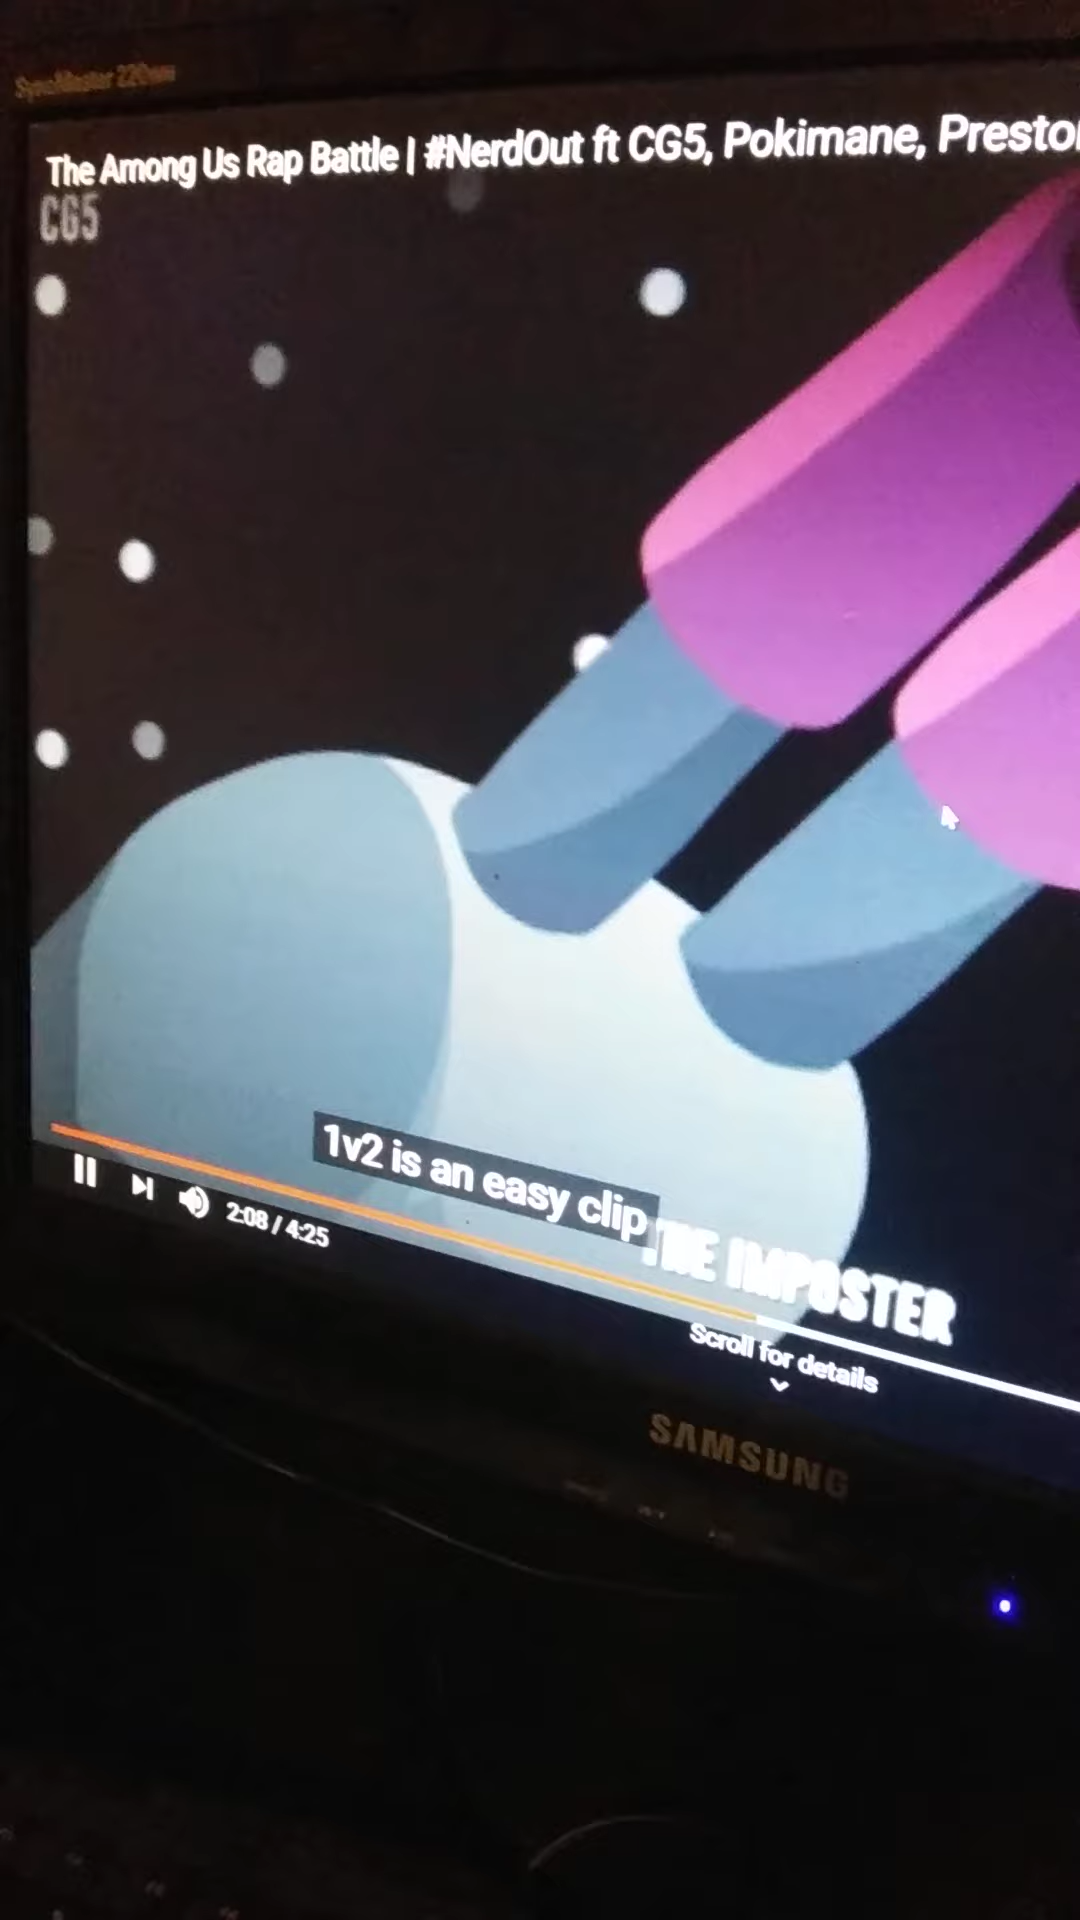 The Among Us Rap Battle | #NerdOut ft CG5, Pokimane, Presto
CG5
1v2 is an easy clip
THE IMPOSTER
2:08 / 4:25
Scroll for details
SAMSUNG